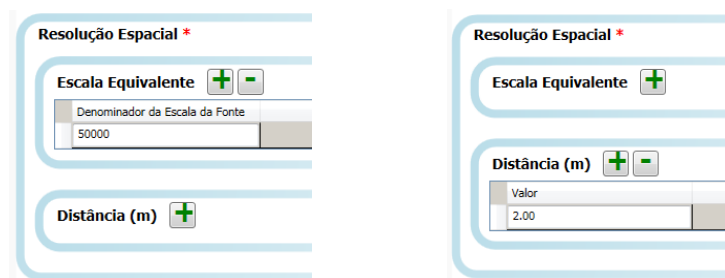 Resolução Espacial *
Escala Equivalente + -
Denominador da Escala da Fonte
50000
Distância (m) +
Resolução Espacial *
Escala Equivalente +
Distância (m) + -
Valor
2.00